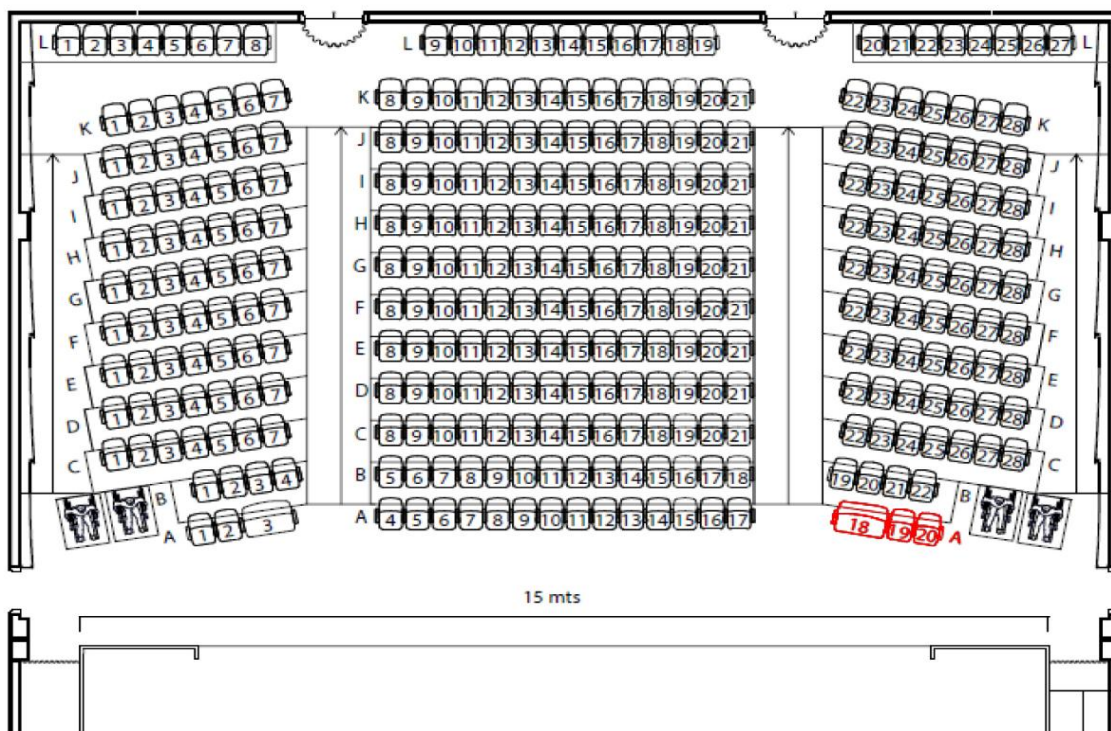 L 1 2 3 4 5 6 7 8 L 9 10 11 12 13 14 15 16 17 18 19 20 21 22 23 24 25 26 27 L
K 1 2 3 4 5 6 7 K 8 9 10 11 12 13 14 15 16 17 18 19 20 21 22 23 24 25 26 27 28 K
J 1 2 3 4 5 6 7 J 8 9 10 11 12 13 14 15 16 17 18 19 20 21 22 23 24 25 26 27 28 J
I 1 2 3 4 5 6 7 I 8 9 10 11 12 13 14 15 16 17 18 19 20 21 22 23 24 25 26 27 28 I
H 1 2 3 4 5 6 7 H 8 9 10 11 12 13 14 15 16 17 18 19 20 21 22 23 24 25 26 27 28 H
G 1 2 3 4 5 6 7 G 8 9 10 11 12 13 14 15 16 17 18 19 20 21 22 23 24 25 26 27 28 G
F 1 2 3 4 5 6 7 F 8 9 10 11 12 13 14 15 16 17 18 19 20 21 22 23 24 25 26 27 28 F
E 1 2 3 4 5 6 7 E 8 9 10 11 12 13 14 15 16 17 18 19 20 21 22 23 24 25 26 27 28 E
D 1 2 3 4 5 6 7 D 8 9 10 11 12 13 14 15 16 17 18 19 20 21 22 23 24 25 26 27 28 D
C 1 2 3 4 5 6 7 C 8 9 10 11 12 13 14 15 16 17 18 19 20 21 22 23 24 25 26 27 28 C
B 1 2 3 4 B 5 6 7 8 9 10 11 12 13 14 15 16 17 18 19 20 21 22 B
A 1 2 3 A 4 5 6 7 8 9 10 11 12 13 14 15 16 17 18 19 20 A
15 mts